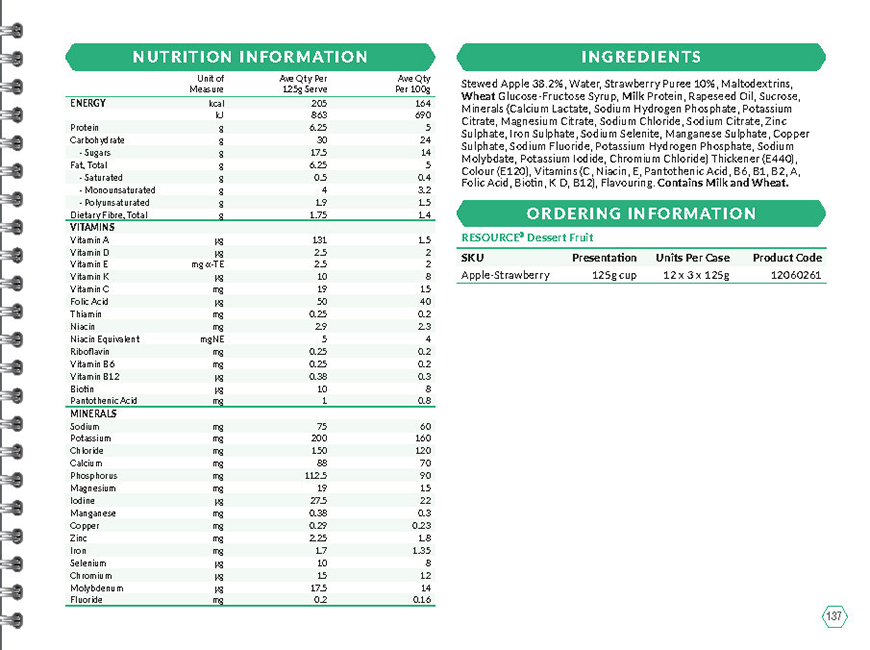 NUTRITION INFORMATION
Unit of Measure Ave Qty Per 125g Serve Ave Qty Per 100g
ENERGY kcal 205 164
kJ 863 690
Protein g 6.25 5
Carbohydrate g 30 24
- Sugars g 17.5 14
Fat, Total g 6.25 5
- Saturated g 0.5 0.4
- Monounsaturated g 4 3.2
- Polyunsaturated g 1.9 1.5
Dietary Fibre, Total g 1.75 1.4
VITAMINS
Vitamin A µg 131 1.5
Vitamin D µg 2.5 2
Vitamin E mg α-TE 2.5 2
Vitamin K µg 10 8
Vitamin C mg 19 15
Folic Acid µg 50 40
Thiamin mg 0.25 0.2
Niacin mg 2.9 2.3
Niacin Equivalent mgNE 5 4
Riboflavin mg 0.25 0.2
Vitamin B6 mg 0.25 0.2
Vitamin B12 µg 0.38 0.3
Biotin µg 10 8
Pantothenic Acid mg 1 0.8
MINERALS
Sodium mg 75 60
Potassium mg 200 160
Chloride mg 150 120
Calcium mg 88 70
Phosphorus mg 112.5 90
Magnesium mg 19 15
Iodine µg 27.5 22
Manganese mg 0.38 0.3
Copper mg 0.29 0.23
Zinc mg 2.25 1.8
Iron mg 1.7 1.35
Selenium µg 10 8
Chromium µg 15 12
Molybdenum µg 17.5 14
Fluoride mg 0.2 0.16
INGREDIENTS
Stewed Apple 38.2%, Water, Strawberry Puree 10%, Maltodextrins,
Wheat Glucose-Fructose Syrup, Milk Protein, Rapeseed Oil, Sucrose,
Minerals (Calcium Lactate, Sodium Hydrogen Phosphate, Potassium
Citrate, Magnesium Citrate, Sodium Chloride, Sodium Citrate, Zinc
Sulphate, Iron Sulphate, Sodium Selenite, Manganese Sulphate, Copper
Sulphate, Sodium Fluoride, Potassium Hydrogen Phosphate, Sodium
Molybdate, Potassium Iodide, Chromium Chloride) Thickener (E440),
Colour (E120), Vitamins (C, Niacin, E, Pantothenic Acid, B6, B1, B2, A,
Folic Acid, Biotin, K D, B12), Flavouring. Contains Milk and Wheat.
ORDERING INFORMATION
RESOURCE® Dessert Fruit
SKU Presentation Units Per Case Product Code
Apple-Strawberry 125g cup 12 x 3 x 125g 12060261
137